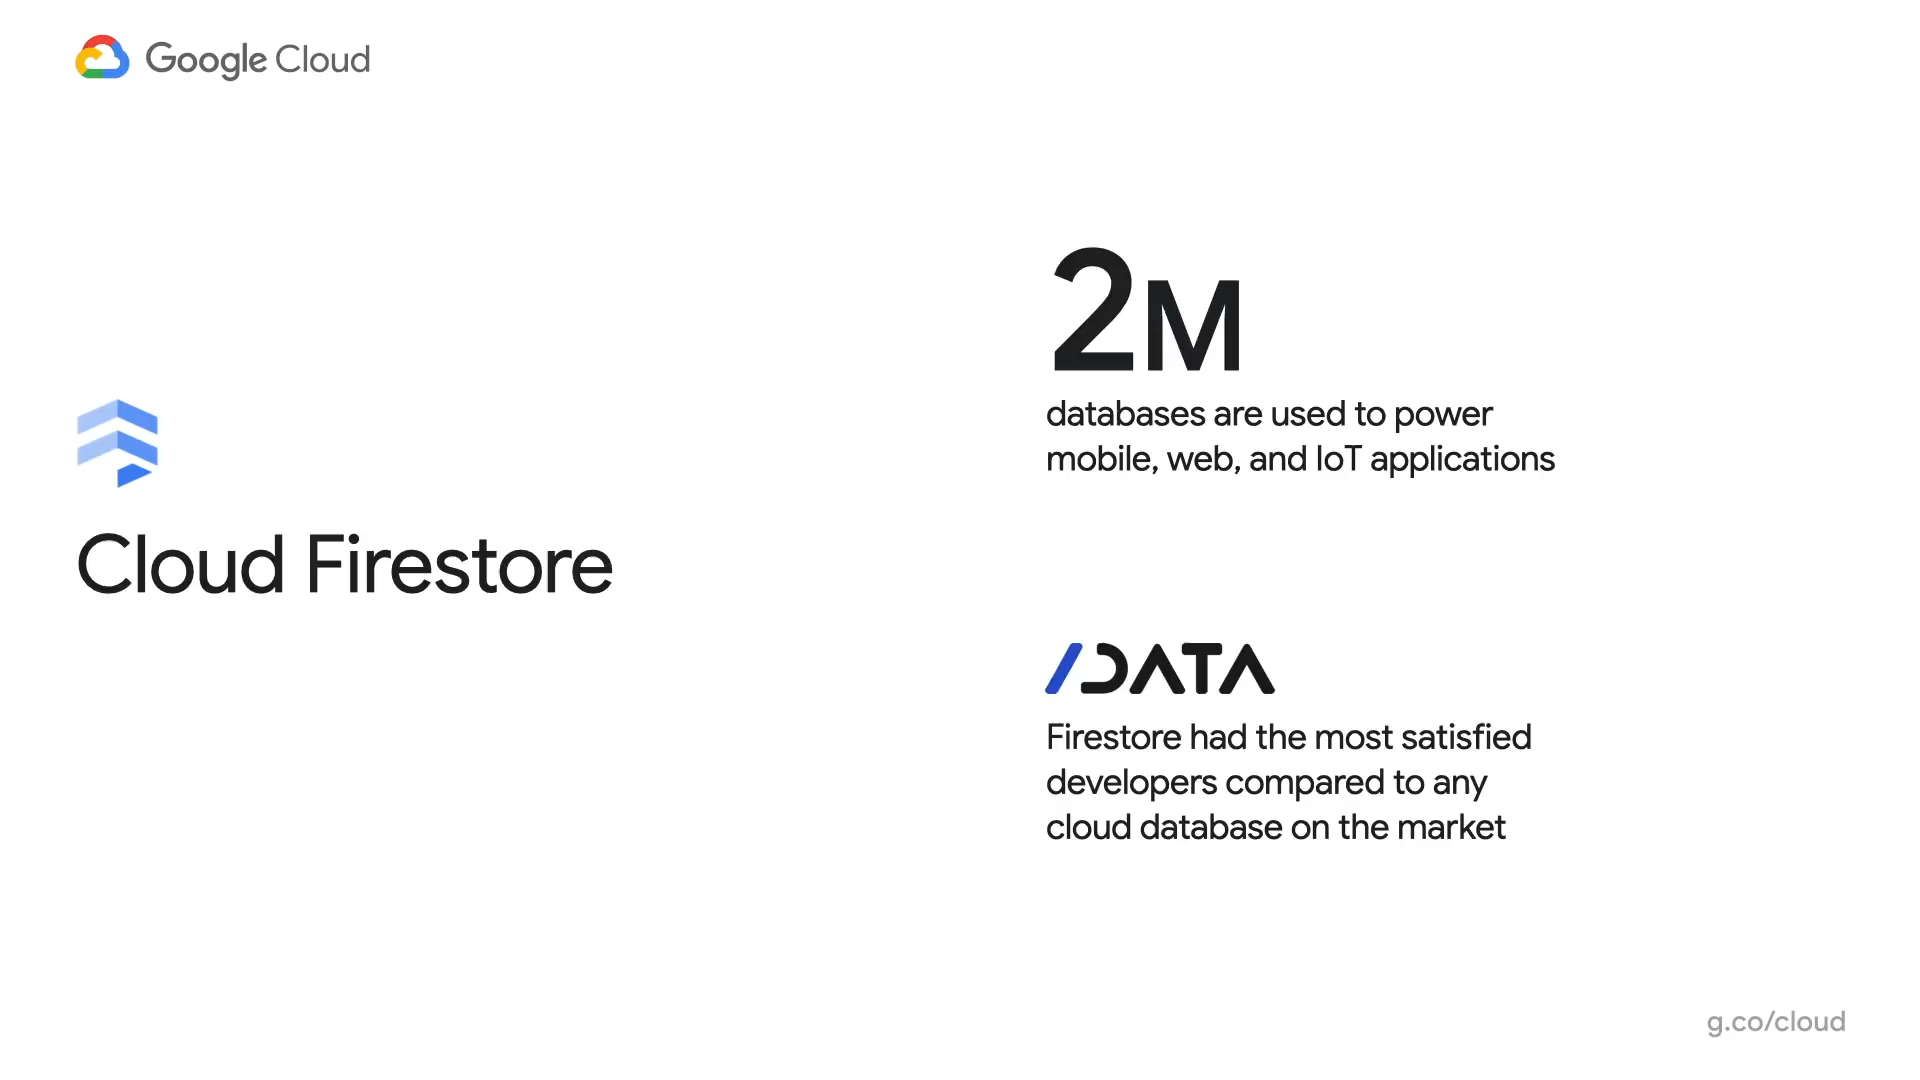 Google Cloud
Cloud Firestore
2M
databases are used to power
mobile, web, and IoT applications
/DATA
Firestore had the most satisfied
developers compared to any
cloud database on the market
g.co/cloud